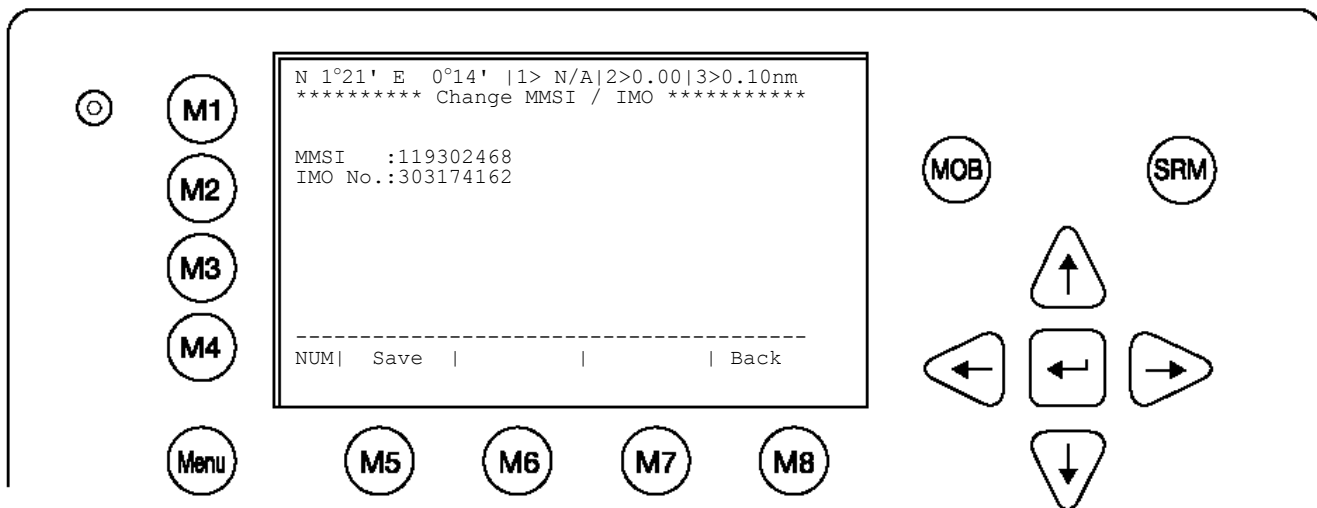 N 1°21' E  0°14' |1> N/A|2>0.00|3>0.10nm
********** Change MMSI / IMO ***********
M1
MMSI   :119302468
IMO No.:303174162
M2
MOB
SRM
M3
M4
----------------------------------------
NUM|  Save  |         |         | Back
Menu
M5
M6
M7
M8